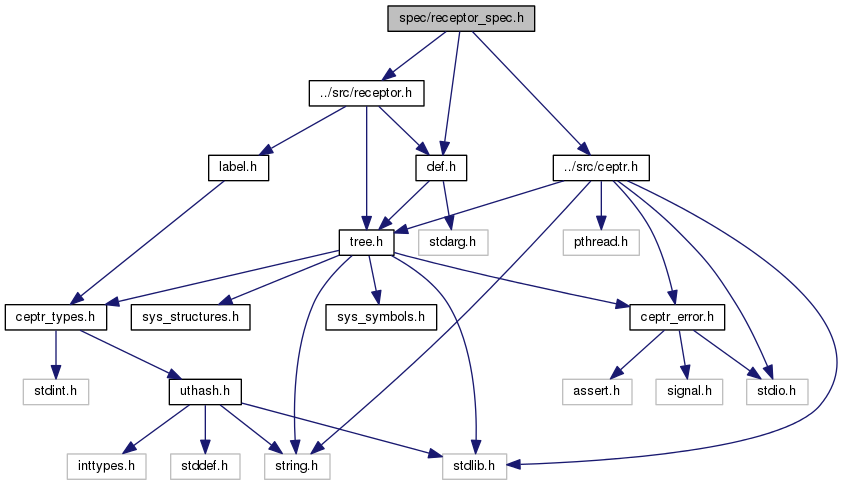 spec/receptor_spec.h
../src/receptor.h
label.h
def.h
../src/ceptr.h
tree.h
stdarg.h
pthread.h
ceptr_types.h
sys_structures.h
sys_symbols.h
ceptr_error.h
stdint.h
uthash.h
assert.h
signal.h
stdio.h
inttypes.h
stddef.h
string.h
stdlib.h